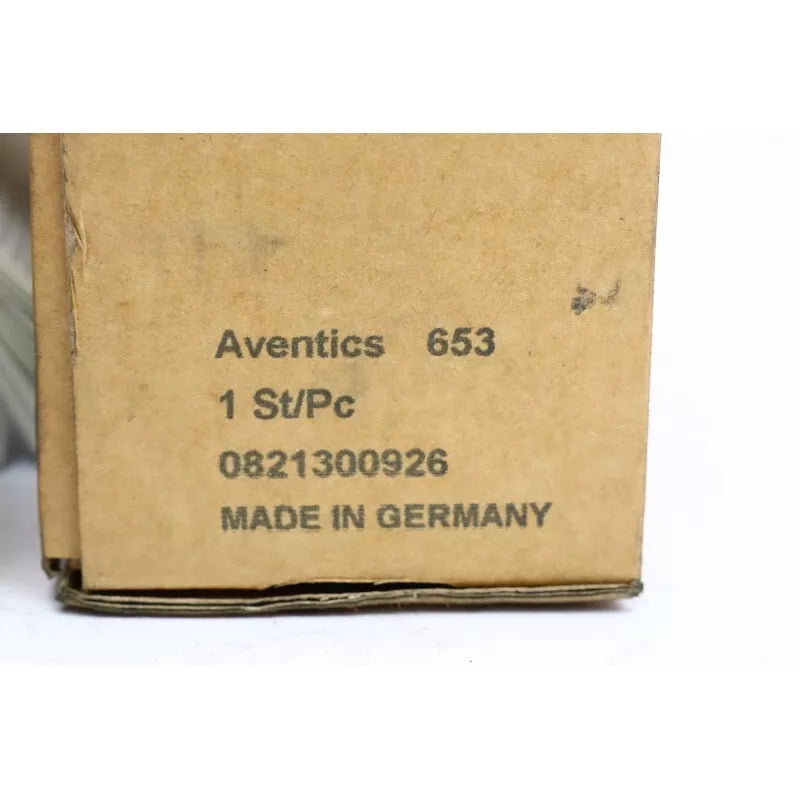 Aventics 653
1 St/Pc
0821300926
MADE IN GERMANY